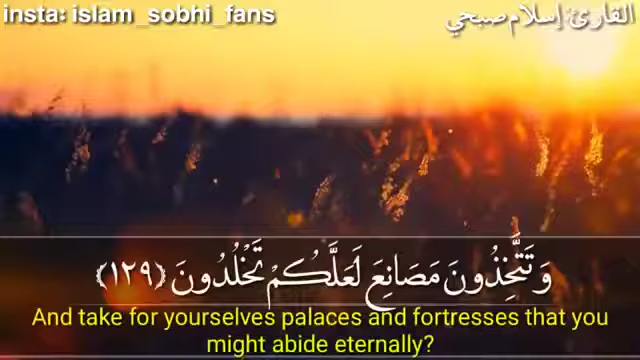 insta: islam_sobhi_fans
القارئ: إسلام صبحي
وَتَتَّخِذُونَ مَصَانِعَ لَعَلَّكُمْ تَخْلُدُونَ (١٢٩)
And take for yourselves palaces and fortresses that you
might abide eternally?